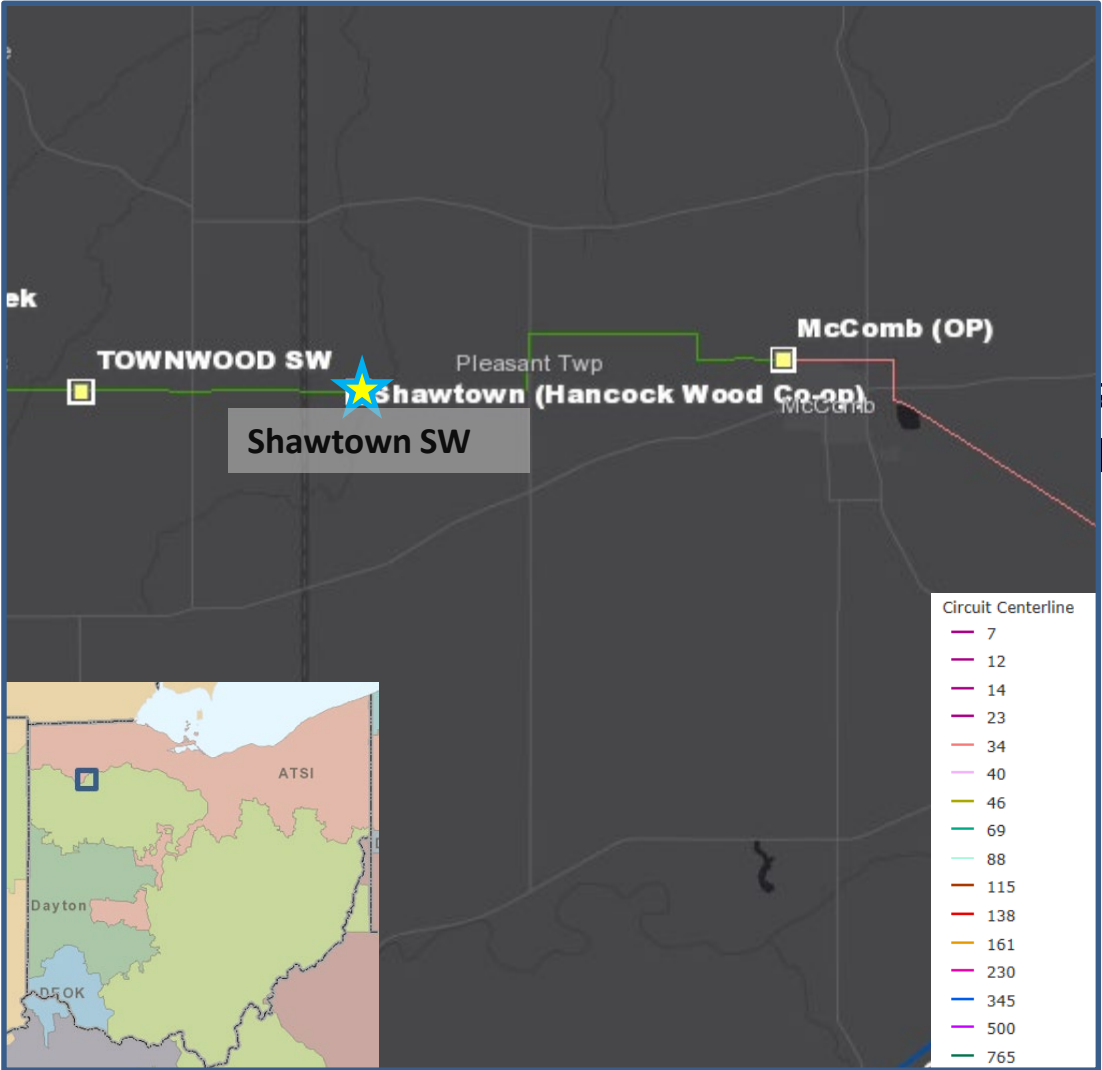 ek
McComb (OP)
TOWNWOOD SW
Pleasant Twp
Shawtown (Hancock Wood Co-op)
McComb
Shawtown SW
Circuit Centerline
7
12
14
23
34
40
46
69
88
115
138
161
230
345
500
765
ATSI
Dayton
DEOK